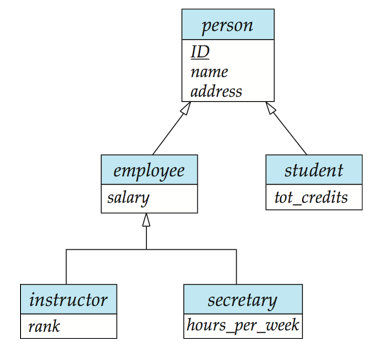 person
ID
name
address
employee
salary
student
tot_credits
instructor
rank
secretary
hours_per_week